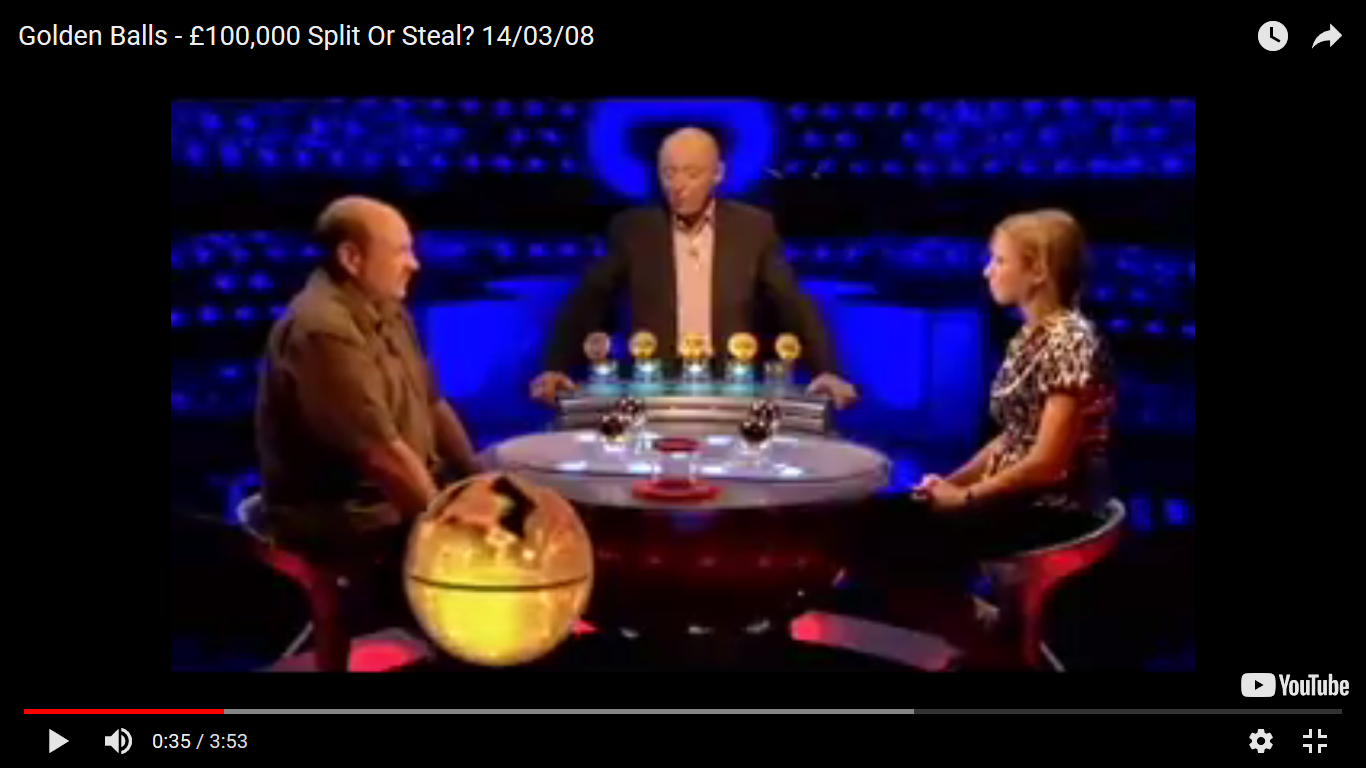 Golden Balls - £100,000 Split Or Steal? 14/03/08
YouTube
0:35 / 3:53